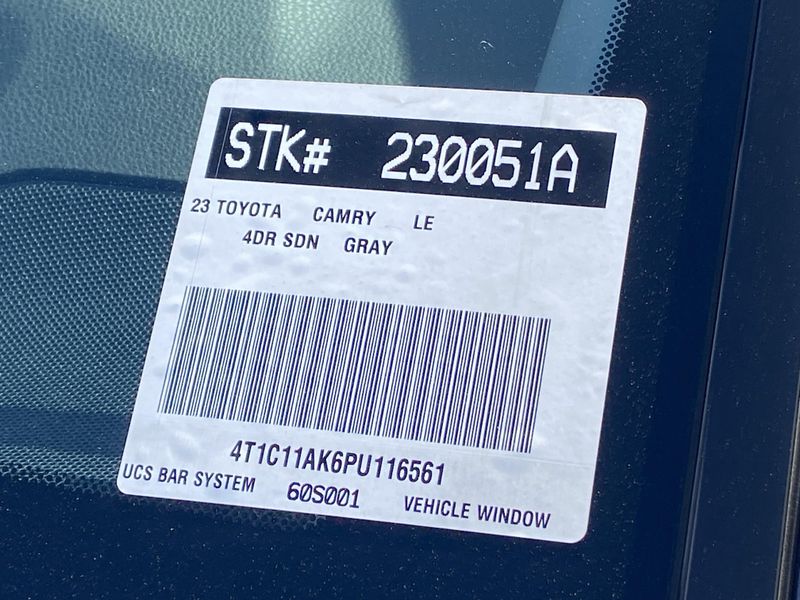 STK# 230051A
23 TOYOTA CAMRY LE
4DR SDN GRAY
4T1C11AK6PU116561
UCS BAR SYSTEM 60S001 VEHICLE WINDOW